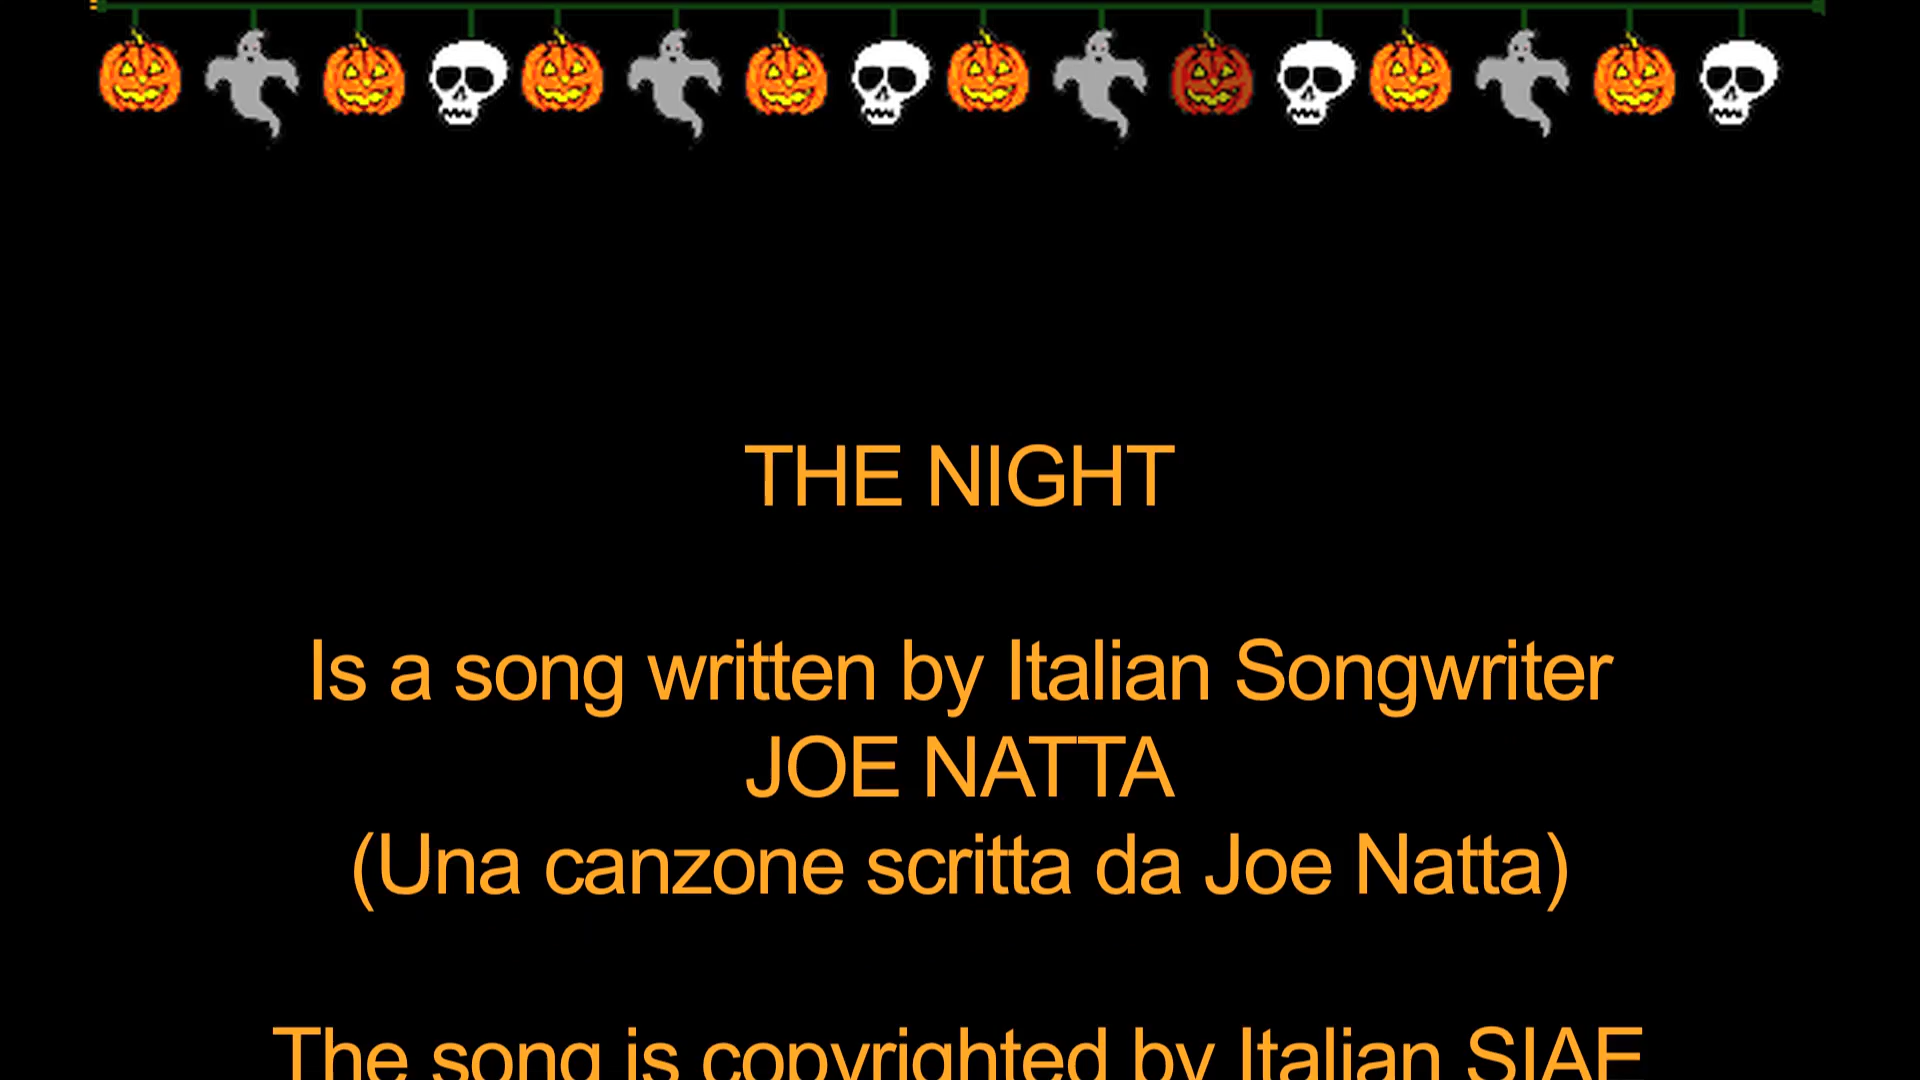 THE NIGHT
Is a song written by Italian Songwriter
JOE NATTA
(Una canzone scritta da Joe Natta)
The song is copyrighted by Italian SIAE